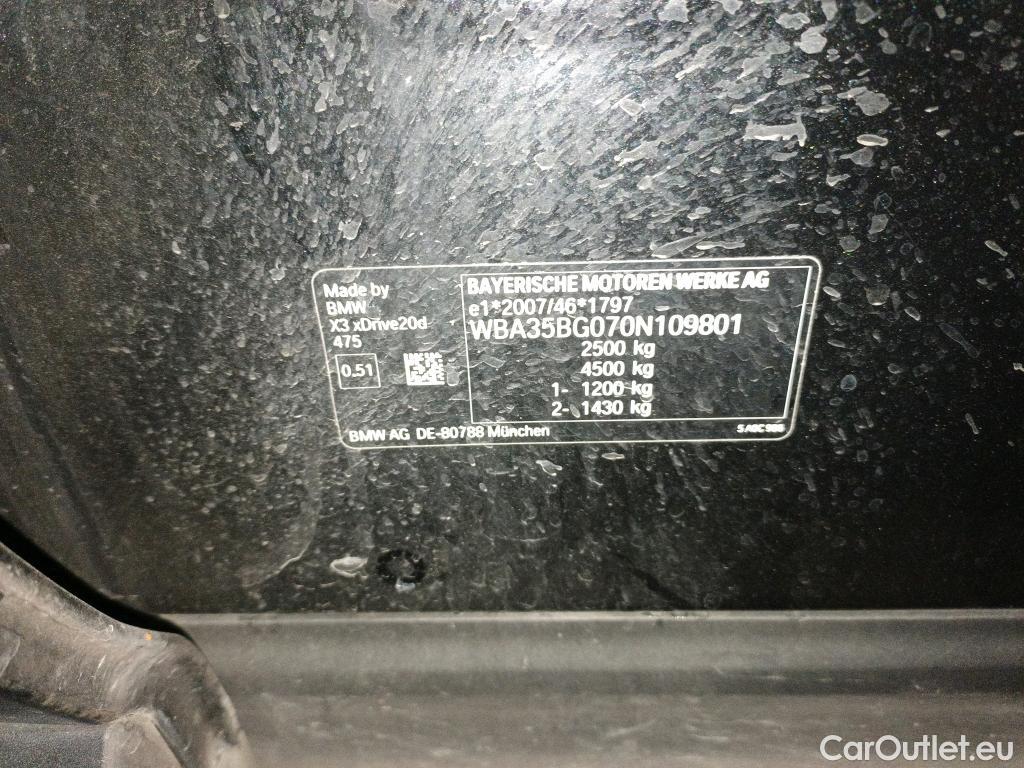 Made by
BMW
X3 xDrive20d
475
0.51
BAYERISCHE MOTOREN WERKE AG
e1*2007/46*1797
WBA35BG070N109801
2500 kg
4500 kg
1- 1200 kg
2- 1430 kg
BMW AG DE-80788 München
CarOutlet.eu